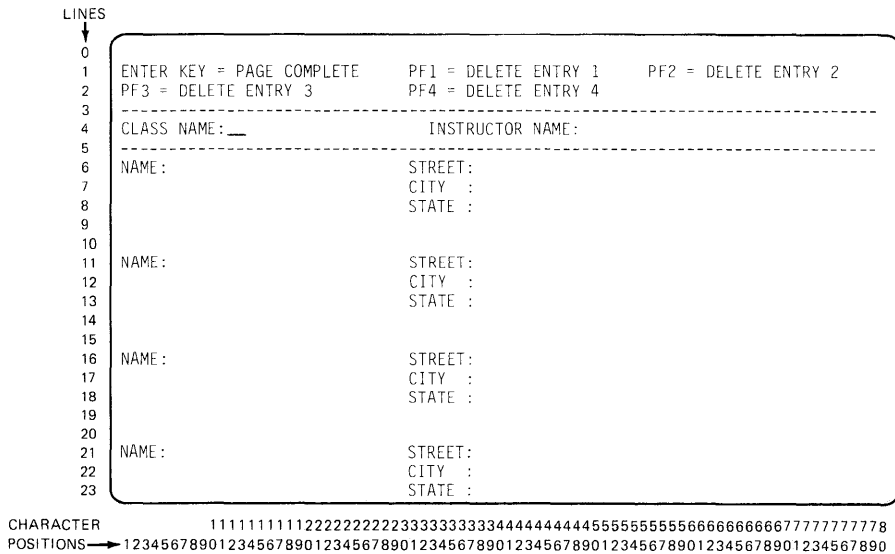 LINES
0
1 ENTER KEY = PAGE COMPLETE PF1 = DELETE ENTRY 1 PF2 = DELETE ENTRY 2
2 PF3 = DELETE ENTRY 3 PF4 = DELETE ENTRY 4
3 ------------------------------------------------------------------------------
4 CLASS NAME:__ INSTRUCTOR NAME:
5 ------------------------------------------------------------------------------
6 NAME: STREET:
7 CITY :
8 STATE :
9
10
11 NAME: STREET:
12 CITY :
13 STATE :
14
15
16 NAME: STREET:
17 CITY :
18 STATE :
19
20
21 NAME: STREET:
22 CITY :
23 STATE :
CHARACTER 11111111112222222222333333333344444444445555555555666666666677777777778
POSITIONS 12345678901234567890123456789012345678901234567890123456789012345678901234567890